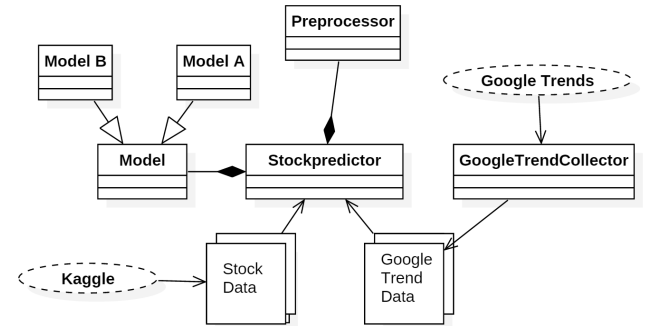 Preprocessor
Model B
Model A
Google Trends
Model
Stockpredictor
GoogleTrendCollector
Kaggle
Stock
Data
Google
Trend
Data